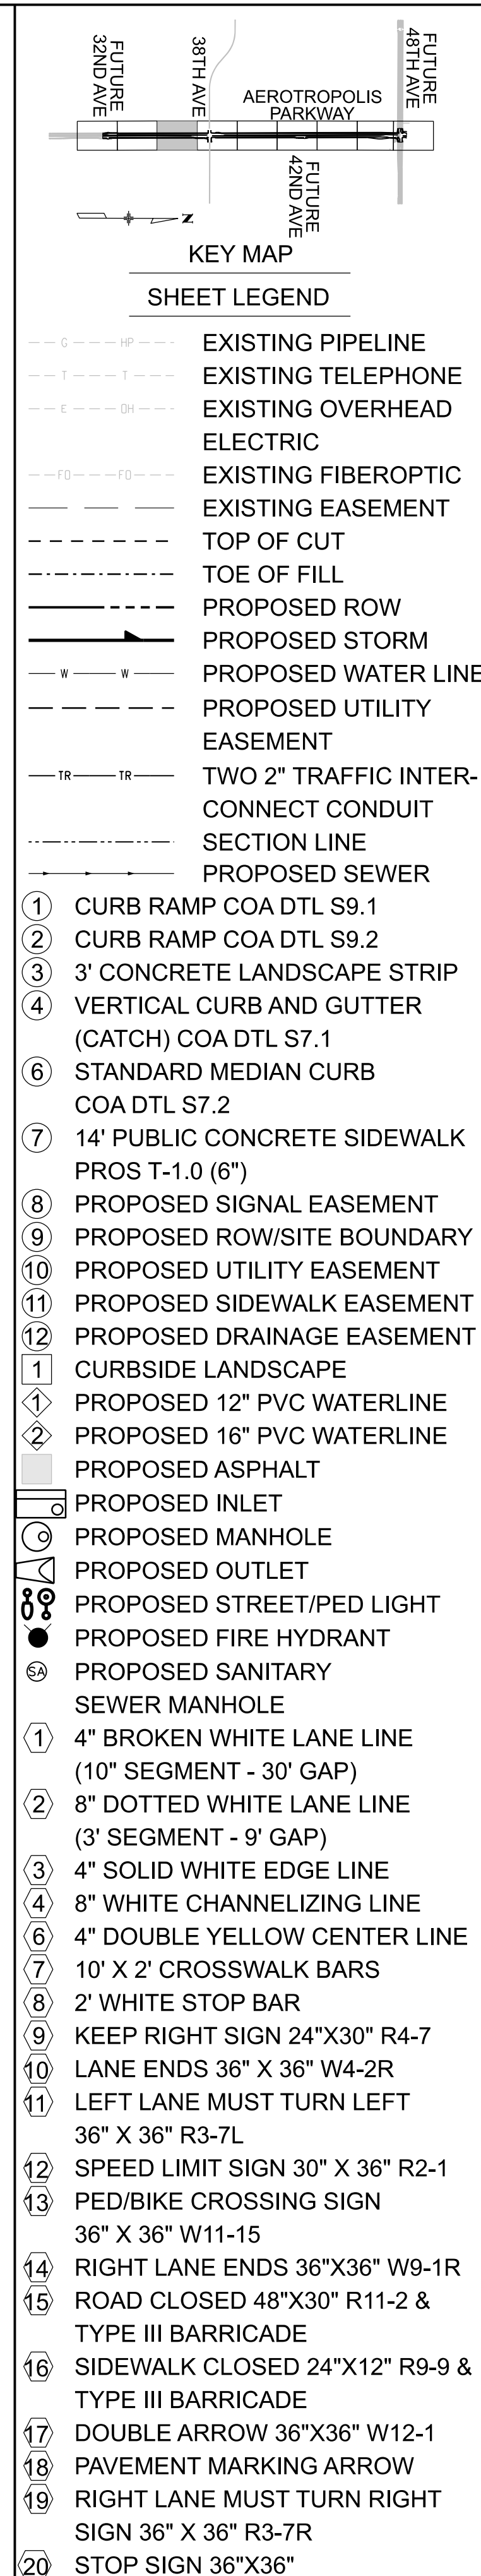 FUTURE
32ND AVE
38TH AVE
FUTURE
48TH AVE
AEROTROPOLIS
PARKWAY
FUTURE
42ND AVE
N
KEY MAP
SHEET LEGEND
G HP EXISTING PIPELINE
T T EXISTING TELEPHONE
E OH EXISTING OVERHEAD
ELECTRIC
FO FO EXISTING FIBEROPTIC
EXISTING EASEMENT
TOP OF CUT
TOE OF FILL
PROPOSED ROW
PROPOSED STORM
W W PROPOSED WATER LINE
PROPOSED UTILITY
EASEMENT
TR TR TWO 2" TRAFFIC INTER-
CONNECT CONDUIT
SECTION LINE
PROPOSED SEWER
1 CURB RAMP COA DTL S9.1
2 CURB RAMP COA DTL S9.2
3 3' CONCRETE LANDSCAPE STRIP
4 VERTICAL CURB AND GUTTER
(CATCH) COA DTL S7.1
6 STANDARD MEDIAN CURB
COA DTL S7.2
7 14' PUBLIC CONCRETE SIDEWALK
PROS T-1.0 (6")
8 PROPOSED SIGNAL EASEMENT
9 PROPOSED ROW/SITE BOUNDARY
10 PROPOSED UTILITY EASEMENT
11 PROPOSED SIDEWALK EASEMENT
12 PROPOSED DRAINAGE EASEMENT
1 CURBSIDE LANDSCAPE
1 PROPOSED 12" PVC WATERLINE
2 PROPOSED 16" PVC WATERLINE
PROPOSED ASPHALT
PROPOSED INLET
PROPOSED MANHOLE
PROPOSED OUTLET
PROPOSED STREET/PED LIGHT
PROPOSED FIRE HYDRANT
SA PROPOSED SANITARY
SEWER MANHOLE
1 4" BROKEN WHITE LANE LINE
(10" SEGMENT - 30' GAP)
2 8" DOTTED WHITE LANE LINE
(3' SEGMENT - 9' GAP)
3 4" SOLID WHITE EDGE LINE
4 8" WHITE CHANNELIZING LINE
6 4" DOUBLE YELLOW CENTER LINE
7 10' X 2' CROSSWALK BARS
8 2' WHITE STOP BAR
9 KEEP RIGHT SIGN 24"X30" R4-7
10 LANE ENDS 36" X 36" W4-2R
11 LEFT LANE MUST TURN LEFT
36" X 36" R3-7L
12 SPEED LIMIT SIGN 30" X 36" R2-1
13 PED/BIKE CROSSING SIGN
36" X 36" W11-15
14 RIGHT LANE ENDS 36"X36" W9-1R
15 ROAD CLOSED 48"X30" R11-2 &
TYPE III BARRICADE
16 SIDEWALK CLOSED 24"X12" R9-9 &
TYPE III BARRICADE
17 DOUBLE ARROW 36"X36" W12-1
18 PAVEMENT MARKING ARROW
19 RIGHT LANE MUST TURN RIGHT
SIGN 36" X 36" R3-7R
20 STOP SIGN 36"X36"